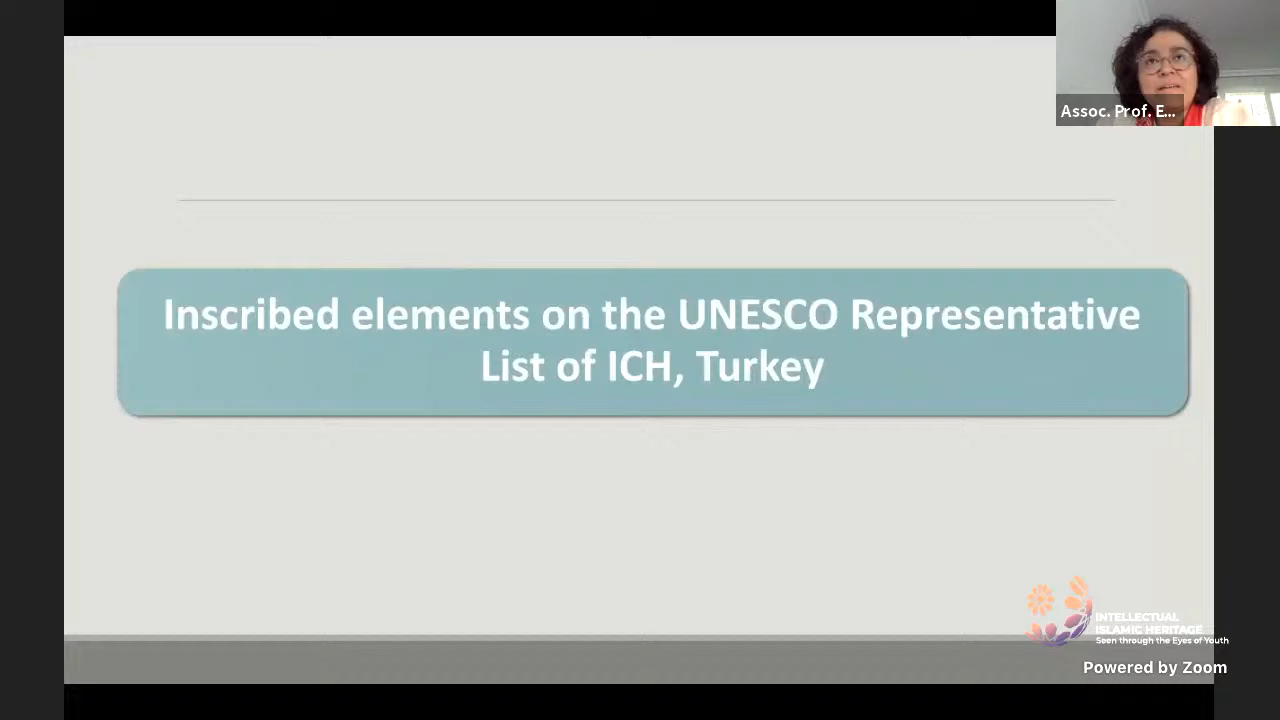 Assoc. Prof. E...
Inscribed elements on the UNESCO Representative
List of ICH, Turkey
INTELLECTUAL
ISLAMIC HERITAGE
Seen through the Eyes of Youth
Powered by Zoom